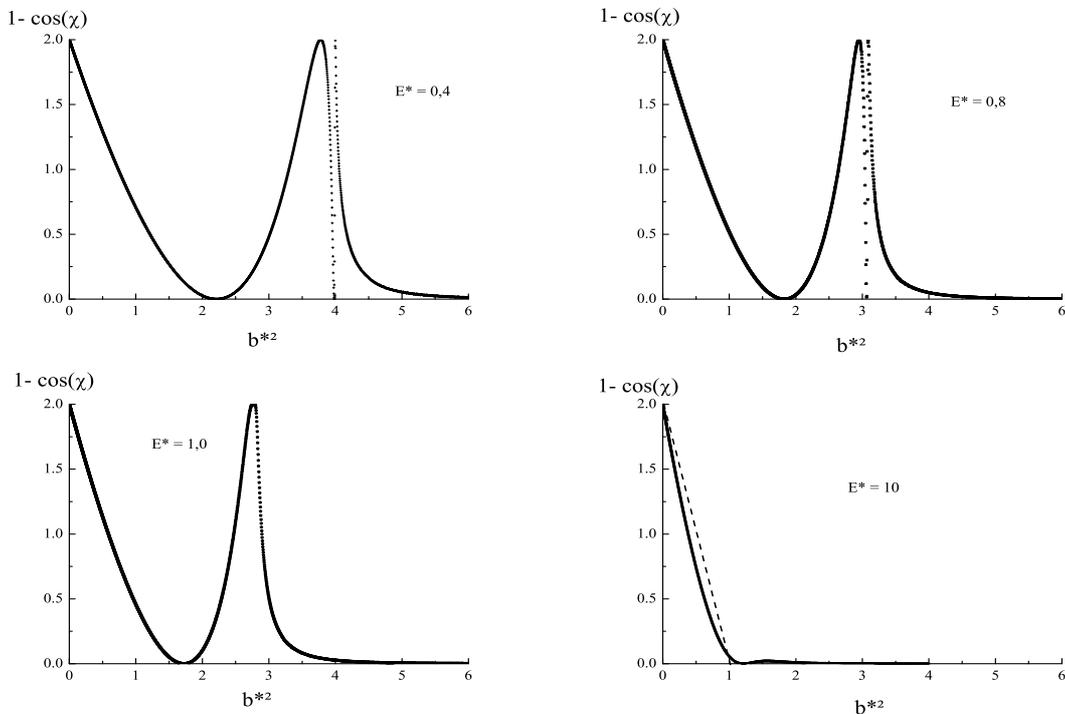 1- cos(χ)
2.0
1.5
1.0
0.5
0.0
0 1 2 3 4 5 6
E* = 0,4
b*²
1- cos(χ)
2.0
1.5
1.0
0.5
0.0
0 1 2 3 4 5 6
E* = 0,8
b*²
1- cos(χ)
2.0
1.5
1.0
0.5
0.0
0 1 2 3 4 5 6
E* = 1,0
b*²
1- cos(χ)
2.0
1.5
1.0
0.5
0.0
0 1 2 3 4 5 6
E* = 10
b*²